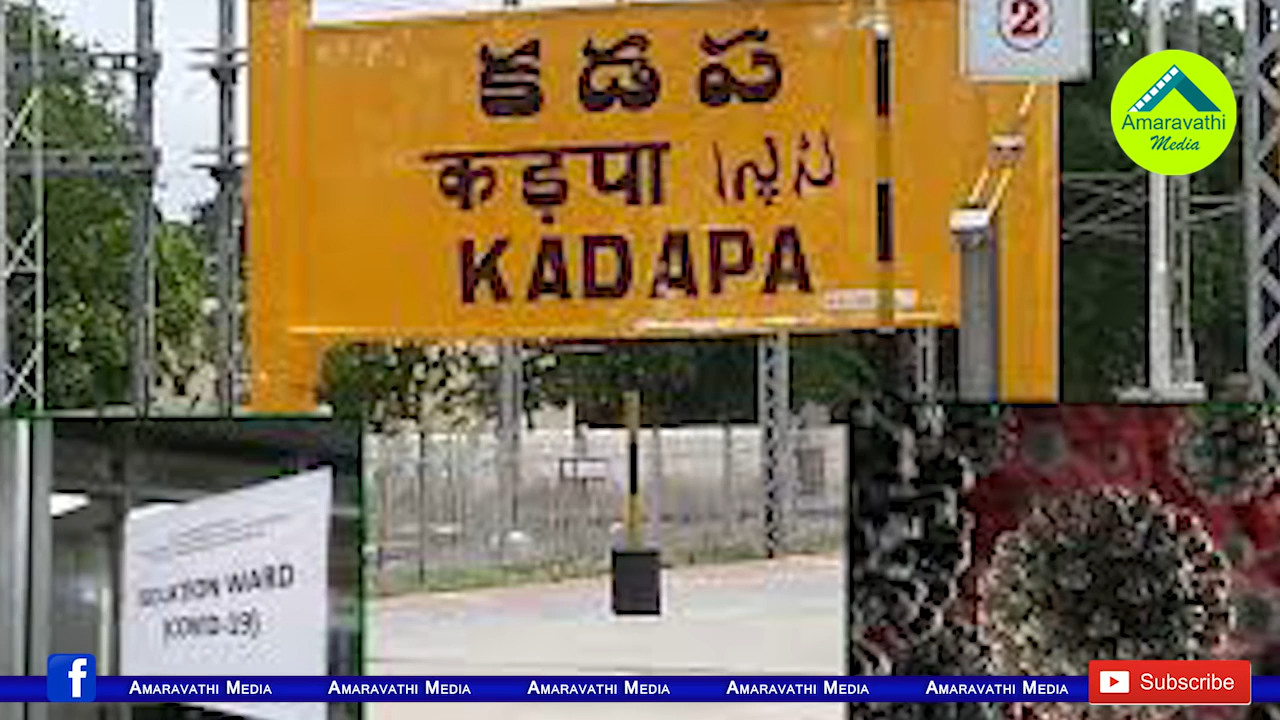 కడప
2
कड़पा
KADAPA
Amaravathi
Media
ISOLATION WARD
(COVID-19)
f AMARAVATHI MEDIA AMARAVATHI MEDIA AMARAVATHI MEDIA AMARAVATHI MEDIA AMARAVATHI MEDIA Subscribe